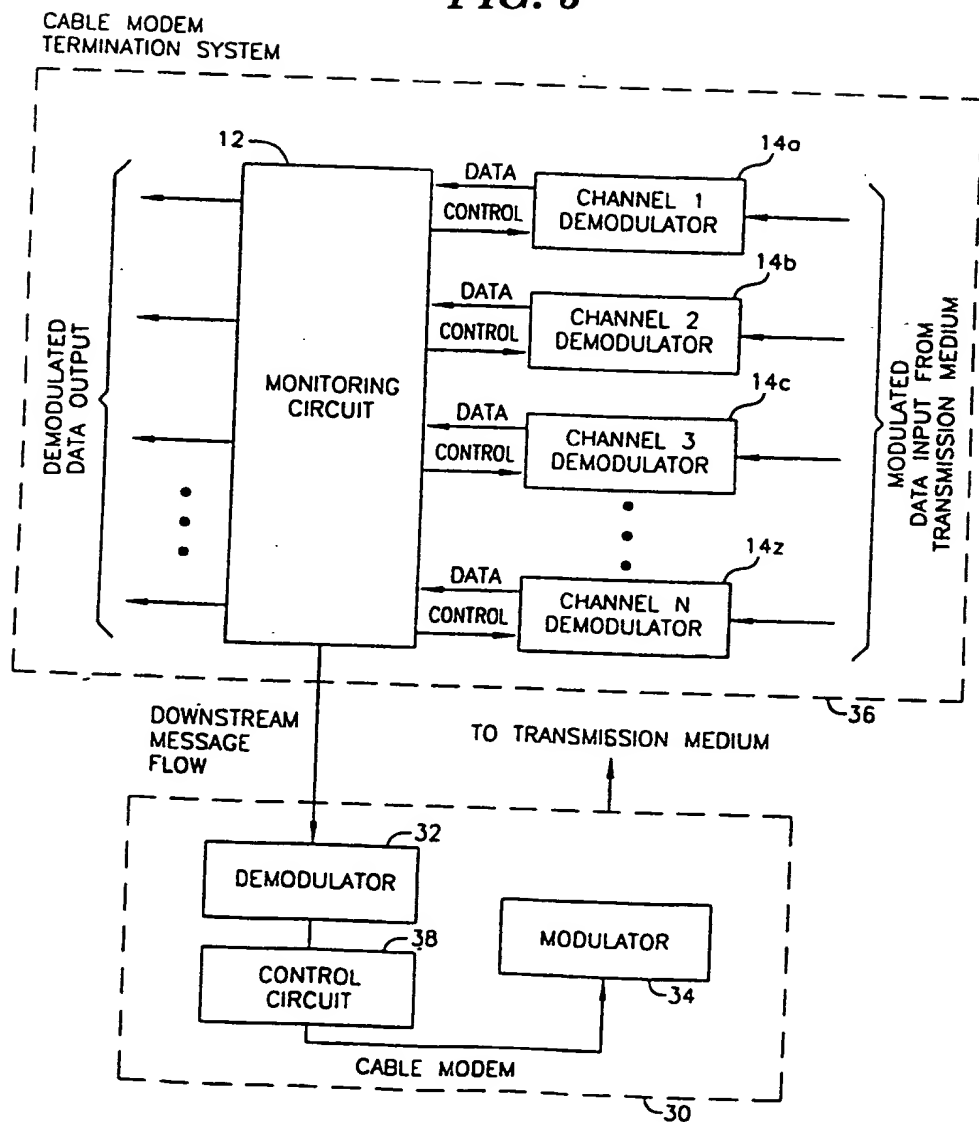 CABLE MODEM
TERMINATION SYSTEM
12
14a
DATA
CONTROL
CHANNEL 1
DEMODULATOR
14b
DATA
CONTROL
CHANNEL 2
DEMODULATOR
14c
DATA
CONTROL
CHANNEL 3
DEMODULATOR
14z
DATA
CONTROL
CHANNEL N
DEMODULATOR
MONITORING
CIRCUIT
DEMODULATED
DATA OUTPUT
MODULATED
DATA INPUT FROM
TRANSMISSION MEDIUM
36
DOWNSTREAM
MESSAGE
FLOW
TO TRANSMISSION MEDIUM
32
DEMODULATOR
38
CONTROL
CIRCUIT
MODULATOR
34
CABLE MODEM
30